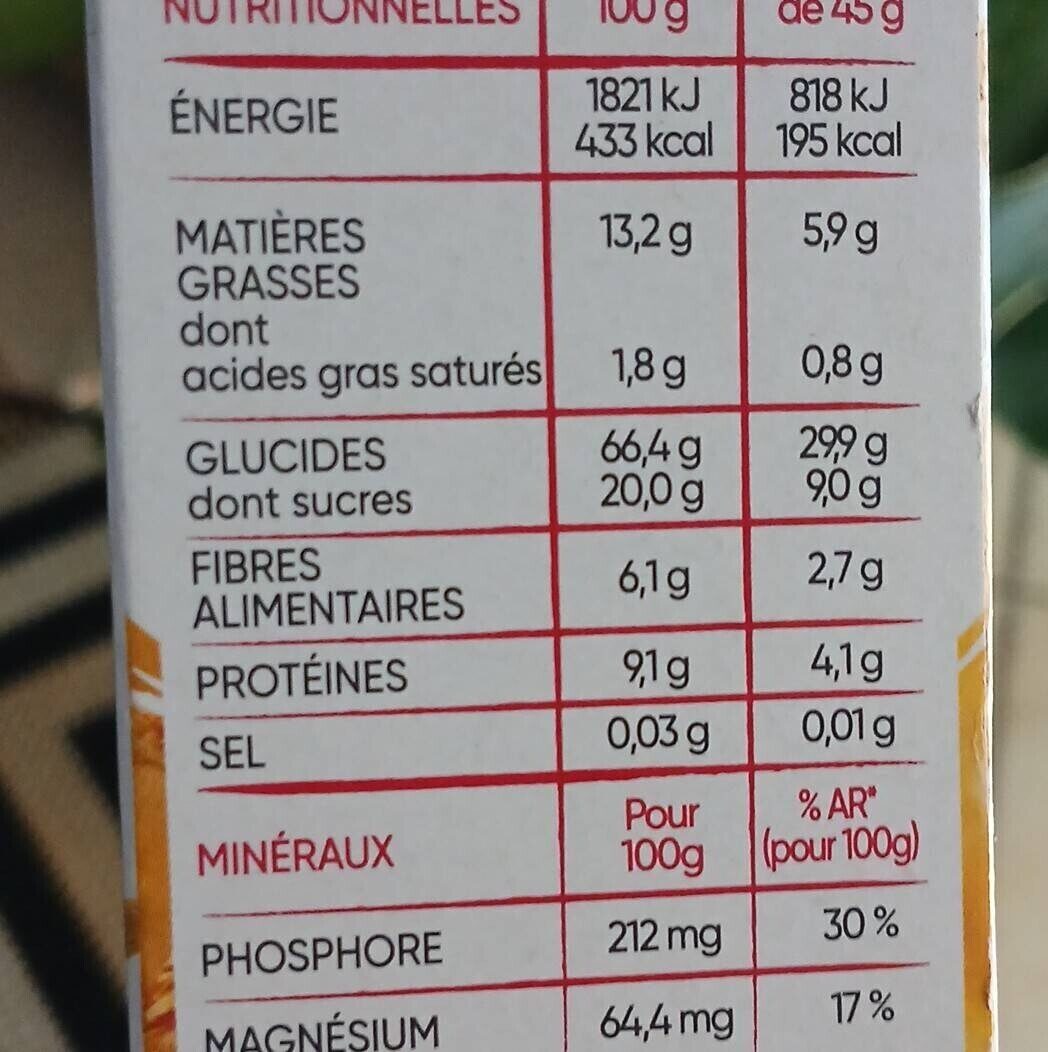 NUTRITIONNELLES 100 g de 45 g
ÉNERGIE 1821 kJ 818 kJ
433 kcal 195 kcal
MATIÈRES 13,2 g 5,9 g
GRASSES
dont
acides gras saturés 1,8 g 0,8 g
GLUCIDES 66,4 g 29,9 g
dont sucres 20,0 g 9,0 g
FIBRES 6,1 g 2,7 g
ALIMENTAIRES
PROTÉINES 9,1 g 4,1 g
SEL 0,03 g 0,01 g
MINÉRAUX Pour % AR*
100g (pour 100g)
PHOSPHORE 212 mg 30 %
MAGNÉSIUM 64,4 mg 17 %